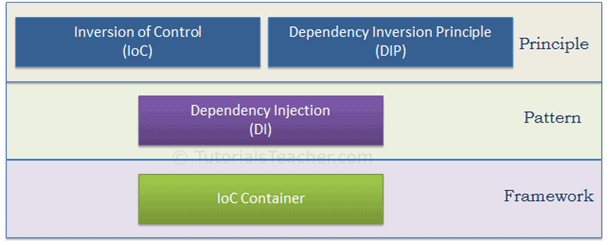 Inversion of Control
(IoC)
Dependency Inversion Principle
(DIP)
Principle
Dependency Injection
(DI)
Pattern
© TutorialsTeacher.com
IoC Container
Framework